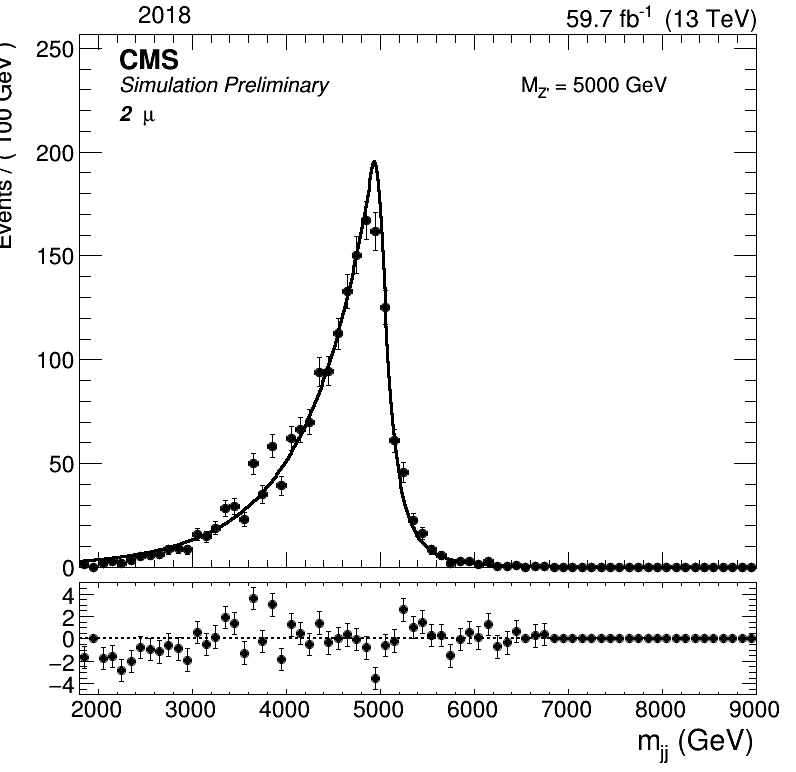 2018 59.7 fb⁻¹ (13 TeV)
CMS
Simulation Preliminary
M_Z' = 5000 GeV
2 μ
Events / ( 100 GeV )
250
200
150
100
50
0
4
2
0
−2
−4
2000 3000 4000 5000 6000 7000 8000 9000
m_jj (GeV)